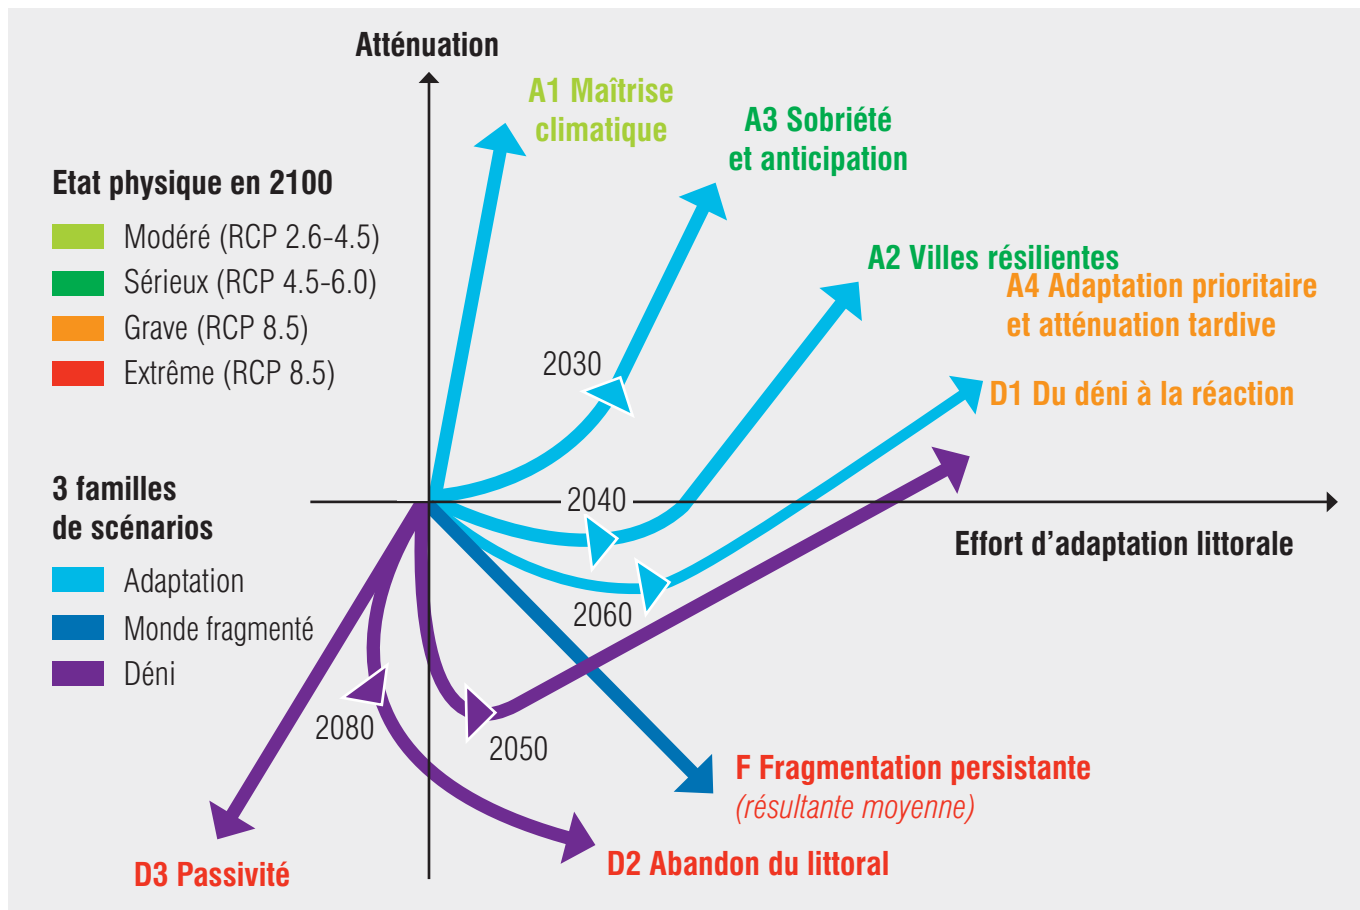 Atténuation
A1 Maîtrise
climatique
A3 Sobriété
et anticipation
Etat physique en 2100
Modéré (RCP 2.6-4.5)
Sérieux (RCP 4.5-6.0)
Grave (RCP 8.5)
Extrême (RCP 8.5)
A2 Villes résilientes
A4 Adaptation prioritaire
et atténuation tardive
2030
D1 Du déni à la réaction
3 familles
de scénarios
Adaptation
Monde fragmenté
Déni
2040
Effort d’adaptation littorale
2060
2080
2050
F Fragmentation persistante
(résultante moyenne)
D3 Passivité
D2 Abandon du littoral